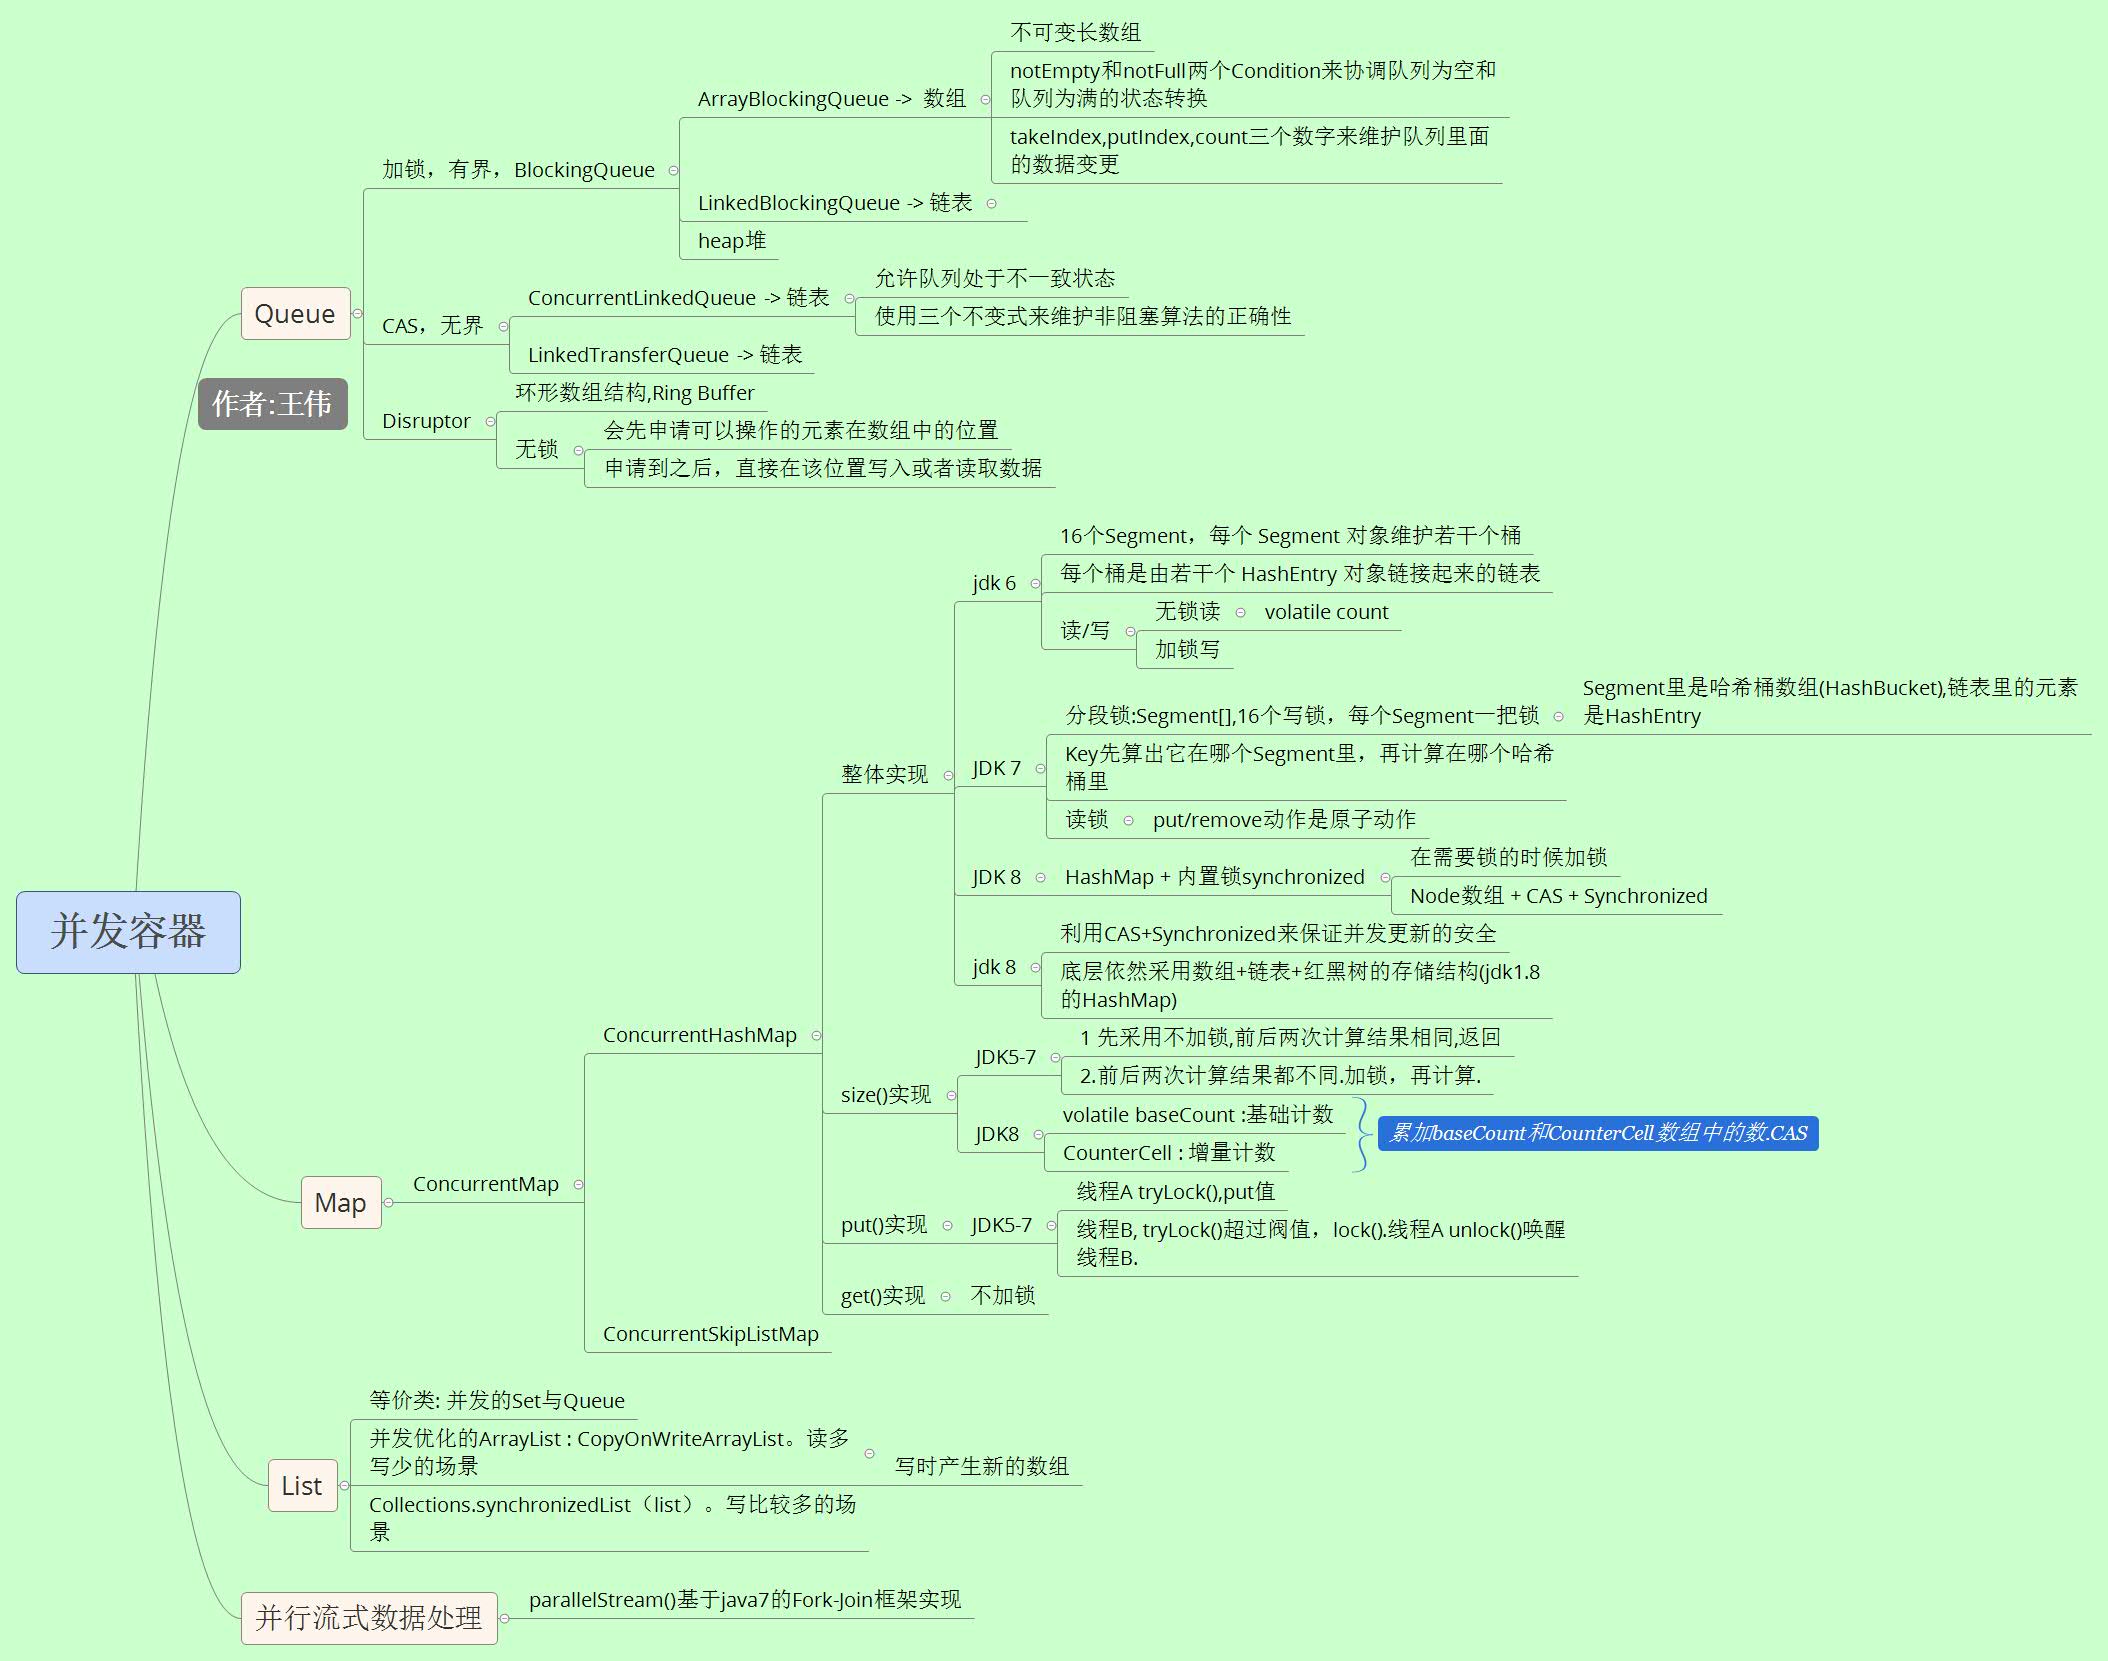 不可变长数组
notEmpty和notFull两个Condition来协调队列为空和
队列为满的状态转换
ArrayBlockingQueue -> 数组
takeIndex,putIndex,count三个数字来维护队列里面
的数据变更
加锁，有界，BlockingQueue
LinkedBlockingQueue -> 链表
heap堆
Queue
允许队列处于不一致状态
ConcurrentLinkedQueue -> 链表
使用三个不变式来维护非阻塞算法的正确性
CAS，无界
LinkedTransferQueue -> 链表
作者:王伟
环形数组结构,Ring Buffer
Disruptor
会先申请可以操作的元素在数组中的位置
无锁
申请到之后，直接在该位置写入或者读取数据
16个Segment，每个 Segment 对象维护若干个桶
jdk 6
每个桶是由若干个 HashEntry 对象链接起来的链表
读/写
无锁读
volatile count
加锁写
分段锁:Segment[],16个写锁，每个Segment一把锁
Segment里是哈希桶数组(HashBucket),链表里的元素
是HashEntry
整体实现
JDK 7
Key先算出它在哪个Segment里，再计算在哪个哈希
桶里
读锁
put/remove动作是原子动作
JDK 8
HashMap + 内置锁synchronized
在需要锁的时候加锁
Node数组 + CAS + Synchronized
并发容器
jdk 8
利用CAS+Synchronized来保证并发更新的安全
底层依然采用数组+链表+红黑树的存储结构(jdk1.8
的HashMap)
ConcurrentHashMap
JDK5-7
1 先采用不加锁,前后两次计算结果相同,返回
2.前后两次计算结果都不同.加锁，再计算.
size()实现
JDK8
volatile baseCount :基础计数
CounterCell : 增量计数
累加baseCount和CounterCell数组中的数.CAS
Map
ConcurrentMap
put()实现
JDK5-7
线程A tryLock(),put值
线程B, tryLock()超过阀值，lock().线程A unlock()唤醒
线程B.
get()实现
不加锁
ConcurrentSkipListMap
等价类: 并发的Set与Queue
并发优化的ArrayList : CopyOnWriteArrayList。读多
写少的场景
写时产生新的数组
List
Collections.synchronizedList（list）。写比较多的场
景
并行流式数据处理
parallelStream()基于java7的Fork-Join框架实现